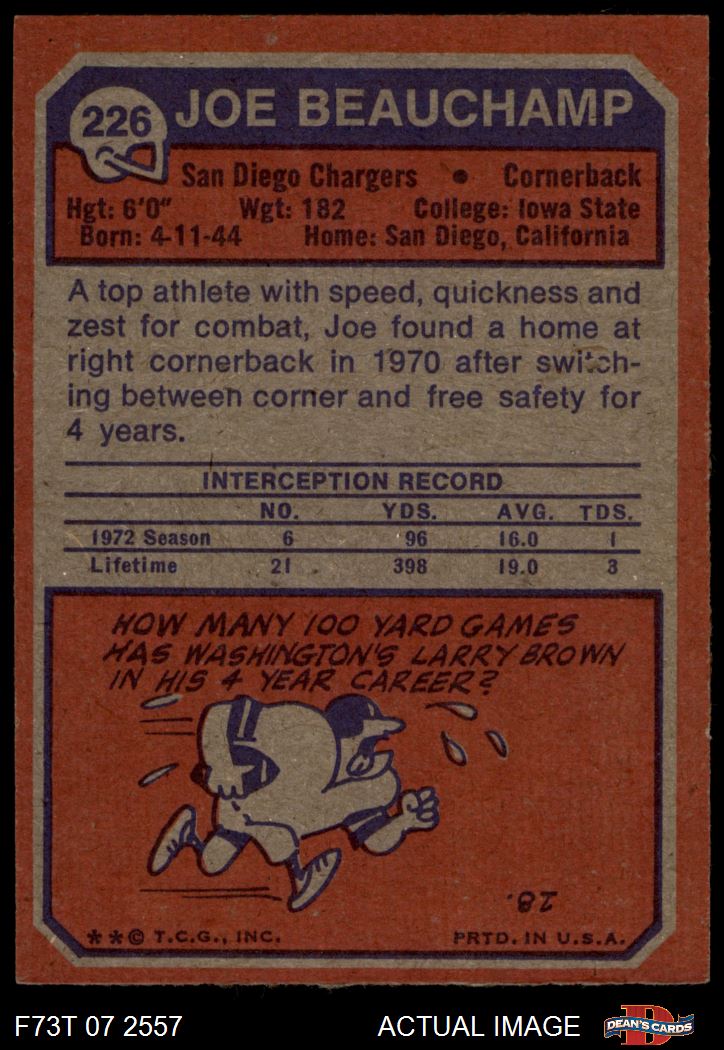 226
JOE BEAUCHAMP
San Diego Chargers • Cornerback
Hgt: 6'0" Wgt: 182 College: Iowa State
Born: 4-11-44 Home: San Diego, California
A top athlete with speed, quickness and
zest for combat, Joe found a home at
right cornerback in 1970 after switch-
ing between corner and free safety for
4 years.
INTERCEPTION RECORD
NO. YDS. AVG. TDS.
1972 Season 6 96 16.0 1
Lifetime 21 398 19.0 3
HOW MANY 100 YARD GAMES
HAS WASHINGTON'S LARRY BROWN
IN HIS 4 YEAR CAREER?
28.
**© T.C.G., INC. PRTD. IN U.S.A.
F73T 07 2557 ACTUAL IMAGE DEAN'S CARDS